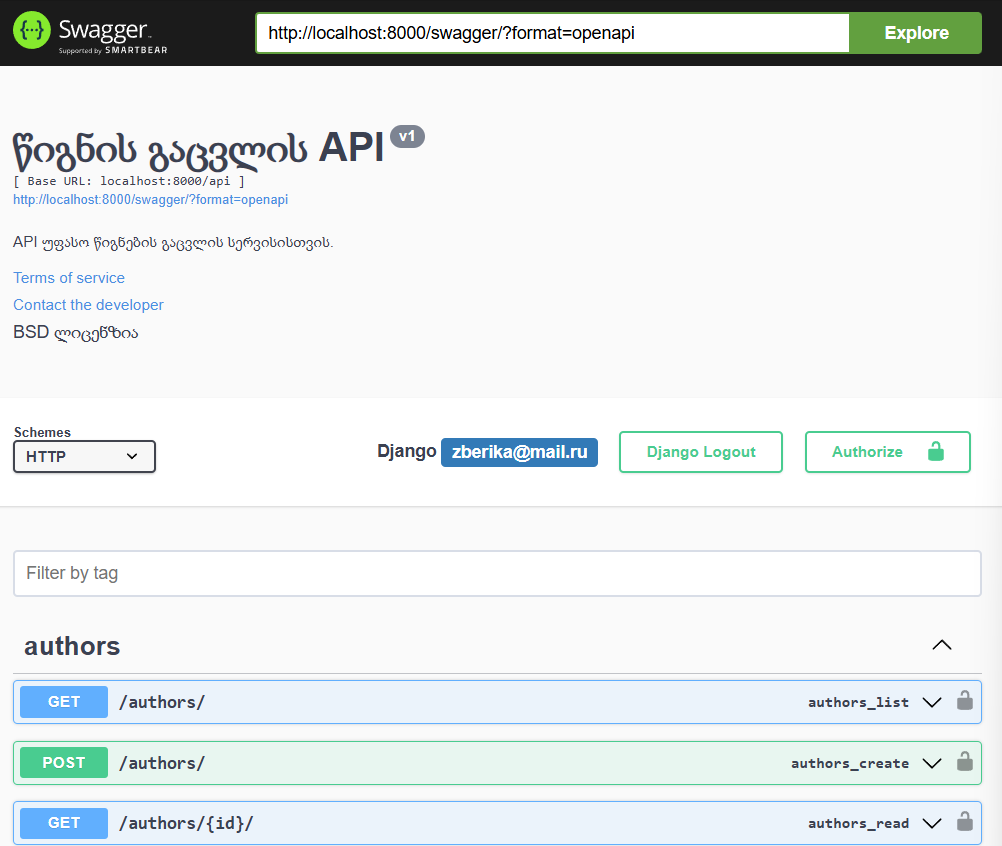 Swagger
Supported by SMARTBEAR
http://localhost:8000/swagger/?format=openapi
Explore
წიგნის გაცვლის API v1
[ Base URL: localhost:8000/api ]
http://localhost:8000/swagger/?format=openapi
API უფასო წიგნების გაცვლის სერვისისთვის.
Terms of service
Contact the developer
BSD ლიცენზია
Schemes
HTTP
Django zberika@mail.ru
Django Logout
Authorize
Filter by tag
authors
GET /authors/ authors_list
POST /authors/ authors_create
GET /authors/{id}/ authors_read